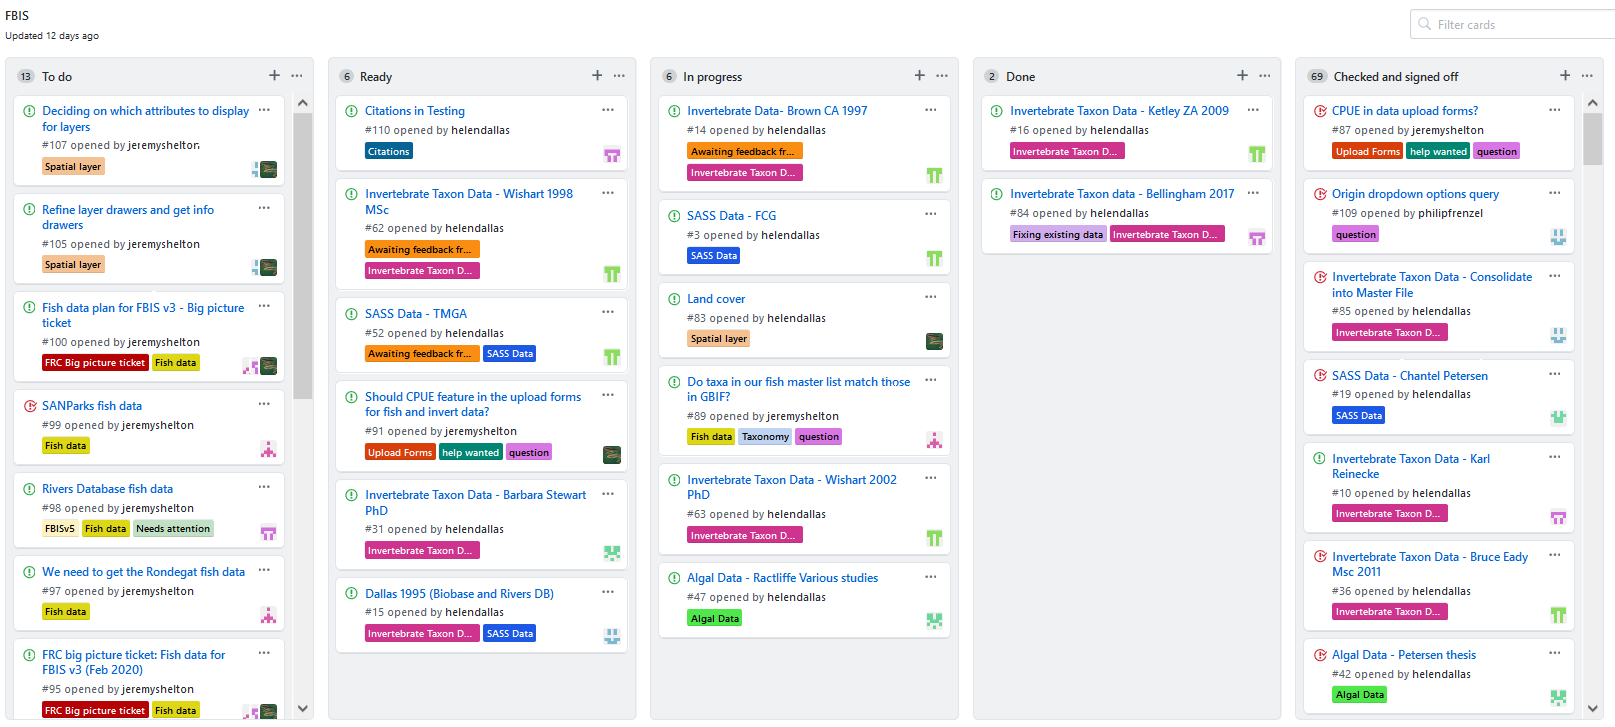 FBIS
Updated 12 days ago
Filter cards
13 To do
Deciding on which attributes to display
for layers
#107 opened by jeremyshelton
Spatial layer
Refine layer drawers and get info
drawers
#105 opened by jeremyshelton
Spatial layer
Fish data plan for FBIS v3 - Big picture
ticket
#100 opened by jeremyshelton
FRC Big picture ticket Fish data
SANParks fish data
#99 opened by jeremyshelton
Fish data
Rivers Database fish data
#98 opened by jeremyshelton
FBISv5 Fish data Needs attention
We need to get the Rondegat fish data
#97 opened by jeremyshelton
Fish data
FRC big picture ticket: Fish data for
FBIS v3 (Feb 2020)
#95 opened by jeremyshelton
FRC Big picture ticket Fish data
6 Ready
Citations in Testing
#110 opened by helendallas
Citations
Invertebrate Taxon Data - Wishart 1998
MSc
#62 opened by helendallas
Awaiting feedback fr...
Invertebrate Taxon D...
SASS Data - TMGA
#52 opened by helendallas
Awaiting feedback fr... SASS Data
Should CPUE feature in the upload forms
for fish and invert data?
#91 opened by jeremyshelton
Upload Forms help wanted question
Invertebrate Taxon Data - Barbara Stewart
PhD
#31 opened by helendallas
Invertebrate Taxon D...
Dallas 1995 (Biobase and Rivers DB)
#15 opened by helendallas
Invertebrate Taxon D... SASS Data
6 In progress
Invertebrate Data- Brown CA 1997
#14 opened by helendallas
Awaiting feedback fr...
Invertebrate Taxon D...
SASS Data - FCG
#3 opened by helendallas
SASS Data
Land cover
#83 opened by helendallas
Spatial layer
Do taxa in our fish master list match those
in GBIF?
#89 opened by jeremyshelton
Fish data Taxonomy question
Invertebrate Taxon Data - Wishart 2002
PhD
#63 opened by helendallas
Invertebrate Taxon D...
Algal Data - Ractliffe Various studies
#47 opened by helendallas
Algal Data
2 Done
Invertebrate Taxon Data - Ketley ZA 2009
#16 opened by helendallas
Invertebrate Taxon D...
Invertebrate Taxon data - Bellingham 2017
#84 opened by helendallas
Fixing existing data Invertebrate Taxon D...
69 Checked and signed off
CPUE in data upload forms?
#87 opened by jeremyshelton
Upload Forms help wanted question
Origin dropdown options query
#109 opened by philipfrenzel
question
Invertebrate Taxon Data - Consolidate
into Master File
#85 opened by helendallas
Invertebrate Taxon D...
SASS Data - Chantel Petersen
#19 opened by helendallas
SASS Data
Invertebrate Taxon Data - Karl
Reinecke
#10 opened by helendallas
Invertebrate Taxon D...
Invertebrate Taxon Data - Bruce Eady
Msc 2011
#36 opened by helendallas
Invertebrate Taxon D...
Algal Data - Petersen thesis
#42 opened by helendallas
Algal Data